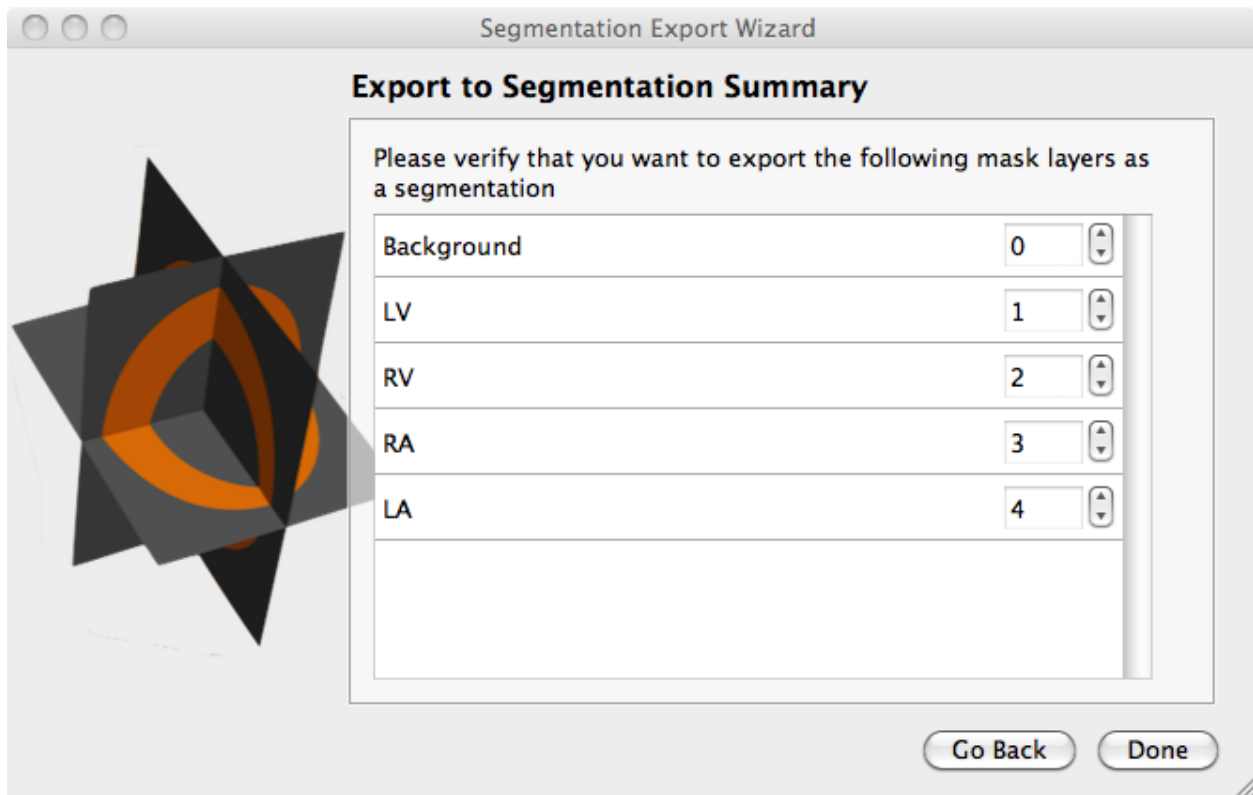 Segmentation Export Wizard
Export to Segmentation Summary
Please verify that you want to export the following mask layers as
a segmentation
Background 0
LV 1
RV 2
RA 3
LA 4
Go Back Done